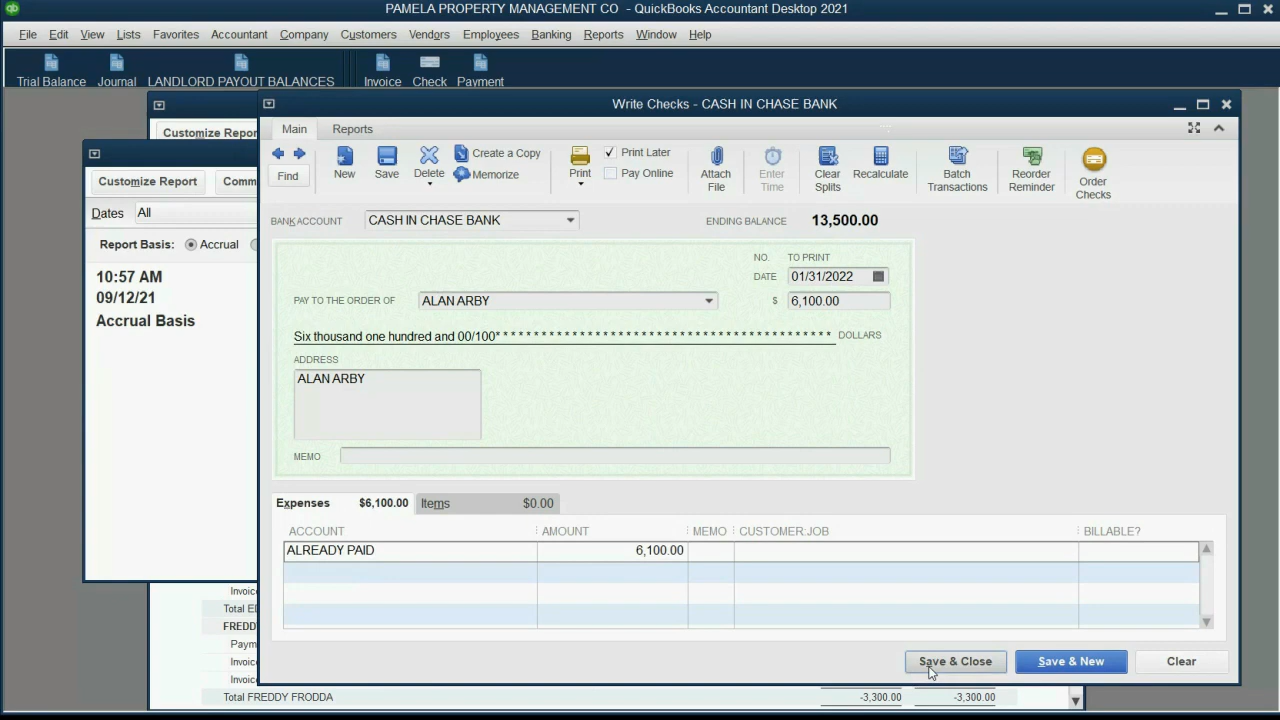 PAMELA PROPERTY MANAGEMENT CO - QuickBooks Accountant Desktop 2021
File Edit View Lists Favorites Accountant Company Customers Vendors Employees Banking Reports Window Help
Trial Balance Journal LANDLORD PAYOUT BALANCES Invoice Check Payment
Write Checks - CASH IN CHASE BANK
Customize Repor
Main Reports
Find New Save Delete Create a Copy Memorize Print Print Later Pay Online Attach File Enter Time Clear Splits Recalculate Batch Transactions Reorder Reminder Order Checks
Customize Report Comm
Dates All
BANK ACCOUNT CASH IN CHASE BANK ENDING BALANCE 13,500.00
Report Basis: Accrual
10:57 AM
09/12/21
Accrual Basis
NO. TO PRINT
DATE 01/31/2022
PAY TO THE ORDER OF ALAN ARBY $ 6,100.00
Six thousand one hundred and 00/100* * * * * * * * * * * * * * * * * * * * * * * * * * * * * * * * * * * * * * * * * * * DOLLARS
ADDRESS
ALAN ARBY
MEMO
Expenses $6,100.00 Items $0.00
ACCOUNT AMOUNT MEMO CUSTOMER:JOB BILLABLE?
ALREADY PAID 6,100.00
Invoic
Total ED
FREDD
Paym
Invoic
Invoic
Save & Close Save & New Clear
Total FREDDY FRODDA -3,300.00 -3,300.00